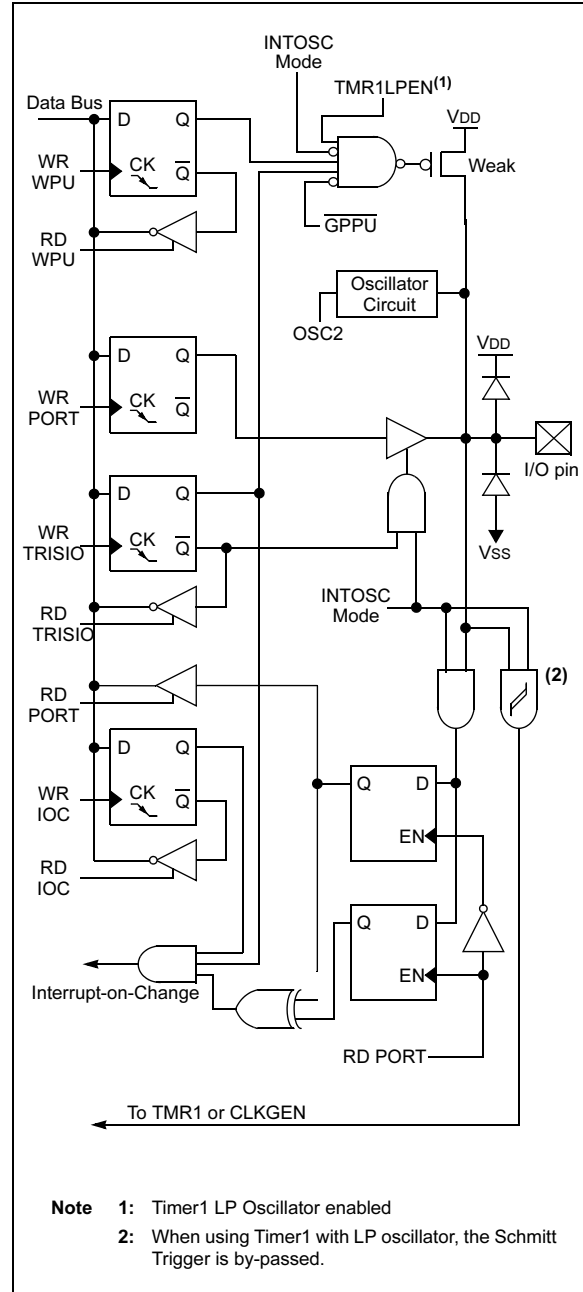 INTOSC
Mode
TMR1LPEN(1)
Data Bus
D Q
VDD
WR
WPU
CK Q
Weak
GPPU
RD
WPU
Oscillator
Circuit
OSC2
VDD
D Q
WR
PORT
CK Q
I/O pin
D Q
WR
TRISIO
CK Q
VSS
INTOSC
Mode
RD
TRISIO
(2)
RD
PORT
D Q
Q D
WR
IOC
CK Q
EN
RD
IOC
Q D
EN
Interrupt-on-Change
RD PORT
To TMR1 or CLKGEN
Note 1: Timer1 LP Oscillator enabled
2: When using Timer1 with LP oscillator, the Schmitt
Trigger is by-passed.